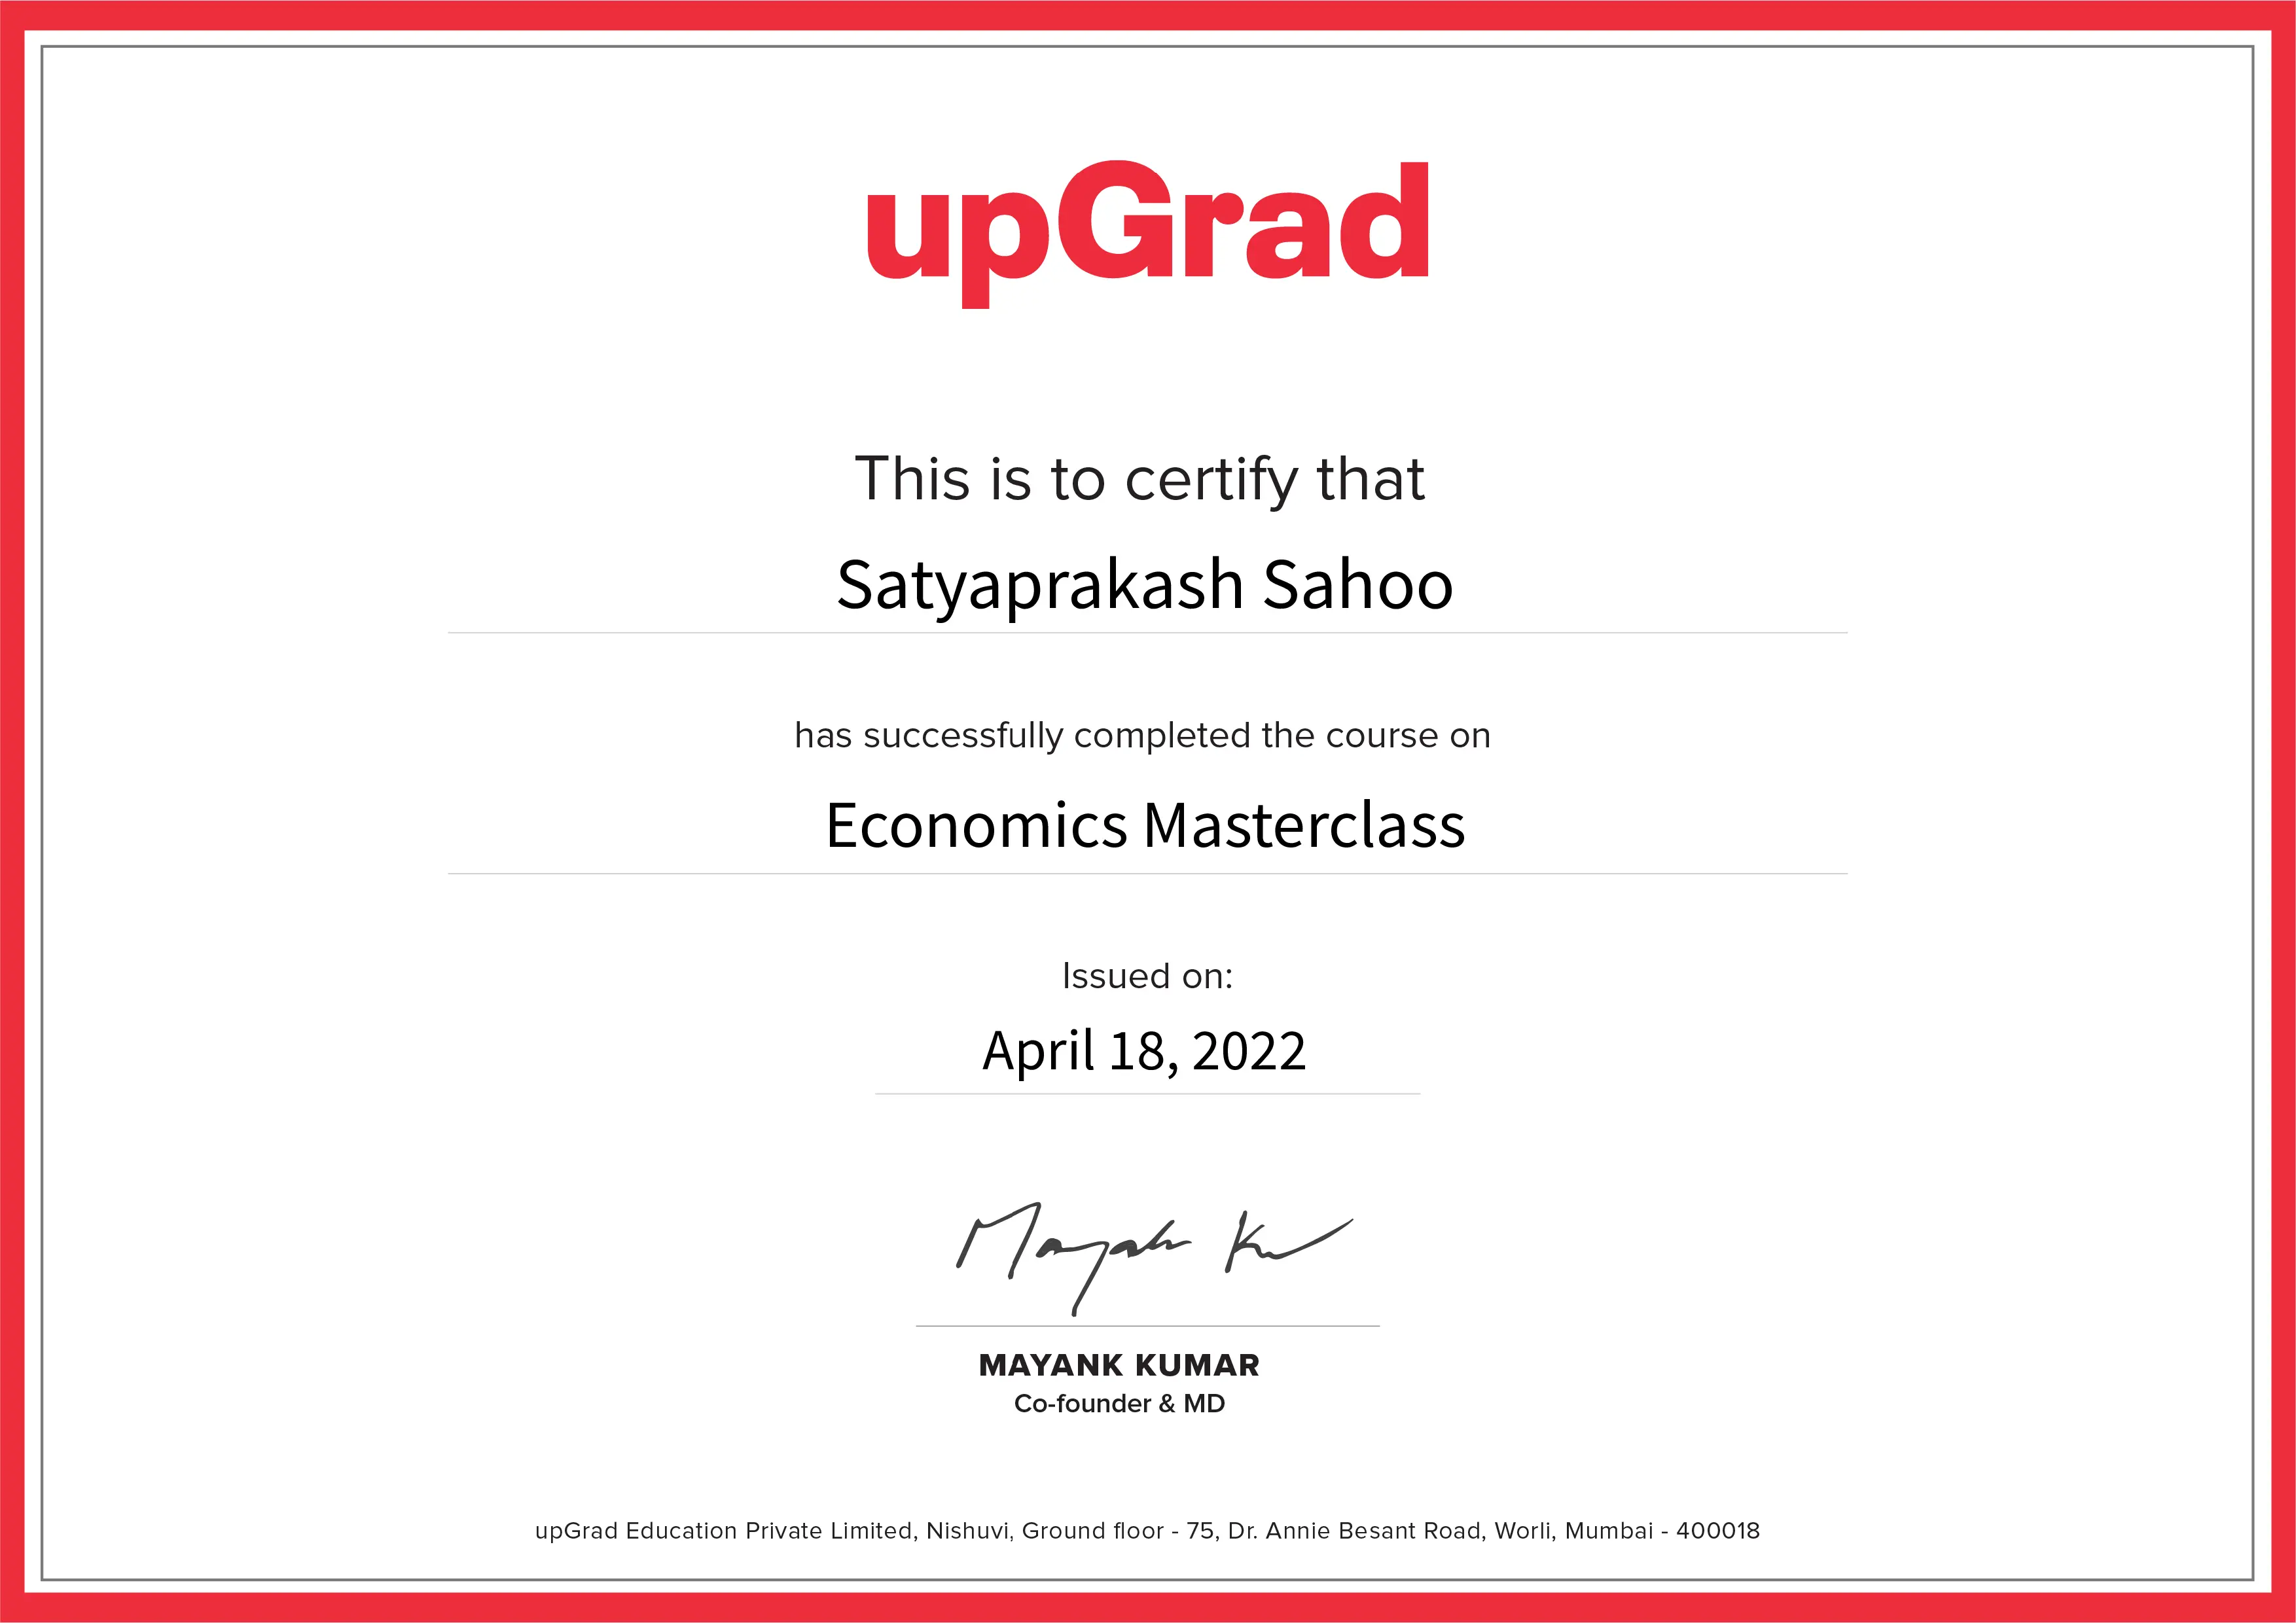 upGrad
This is to certify that
Satyaprakash Sahoo
has successfully completed the course on
Economics Masterclass
Issued on:
April 18, 2022
Mayank Ku
MAYANK KUMAR
Co-founder & MD
upGrad Education Private Limited, Nishuvi, Ground floor - 75, Dr. Annie Besant Road, Worli, Mumbai - 400018